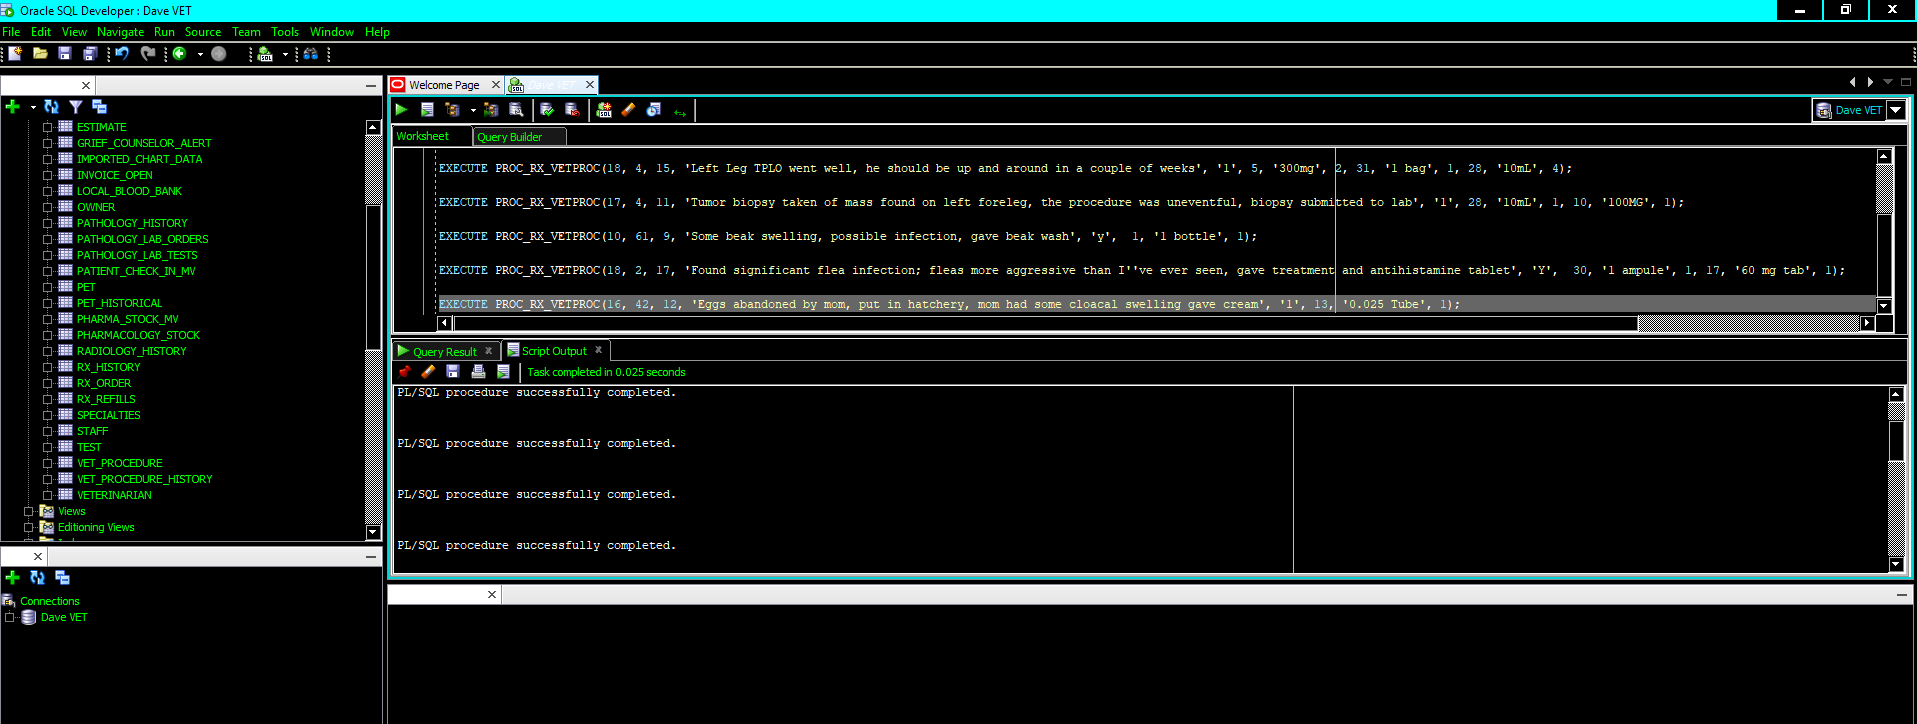 Oracle SQL Developer : Dave VET
File Edit View Navigate Run Source Team Tools Window Help
Welcome Page
Dave VET
Dave VET
Worksheet Query Builder
ESTIMATE
GRIEF_COUNSELOR_ALERT
IMPORTED_CHART_DATA
INVOICE_OPEN
LOCAL_BLOOD_BANK
OWNER
PATHOLOGY_HISTORY
PATHOLOGY_LAB_ORDERS
PATHOLOGY_LAB_TESTS
PATIENT_CHECK_IN_MV
PET
PET_HISTORICAL
PHARMA_STOCK_MV
PHARMACOLOGY_STOCK
RADIOLOGY_HISTORY
RX_HISTORY
RX_ORDER
RX_REFILLS
SPECIALTIES
STAFF
TEST
VET_PROCEDURE
VET_PROCEDURE_HISTORY
VETERINARIAN
Views
Editioning Views
Connections
Dave VET
EXECUTE PROC_RX_VETPROC(18, 4, 15, 'Left Leg TPLO went well, he should be up and around in a couple of weeks', '1', 5, '300mg', 2, 31, '1 bag', 1, 28, '10mL', 4);
EXECUTE PROC_RX_VETPROC(17, 4, 11, 'Tumor biopsy taken of mass found on left foreleg, the procedure was uneventful, biopsy submitted to lab', '1', 28, '10mL', 1, 10, '100MG', 1);
EXECUTE PROC_RX_VETPROC(10, 61, 9, 'Some beak swelling, possible infection, gave beak wash', 'y',  1, '1 bottle', 1);
EXECUTE PROC_RX_VETPROC(18, 2, 17, 'Found significant flea infection; fleas more aggressive than I''ve ever seen, gave treatment and antihistamine tablet', 'Y',  30, '1 ampule', 1, 17, '60 mg tab', 1);
EXECUTE PROC_RX_VETPROC(16, 42, 12, 'Eggs abandoned by mom, put in hatchery, mom had some cloacal swelling gave cream', '1', 13, '0.025 Tube', 1);
Query Result Script Output
Task completed in 0.025 seconds
PL/SQL procedure successfully completed.
PL/SQL procedure successfully completed.
PL/SQL procedure successfully completed.
PL/SQL procedure successfully completed.